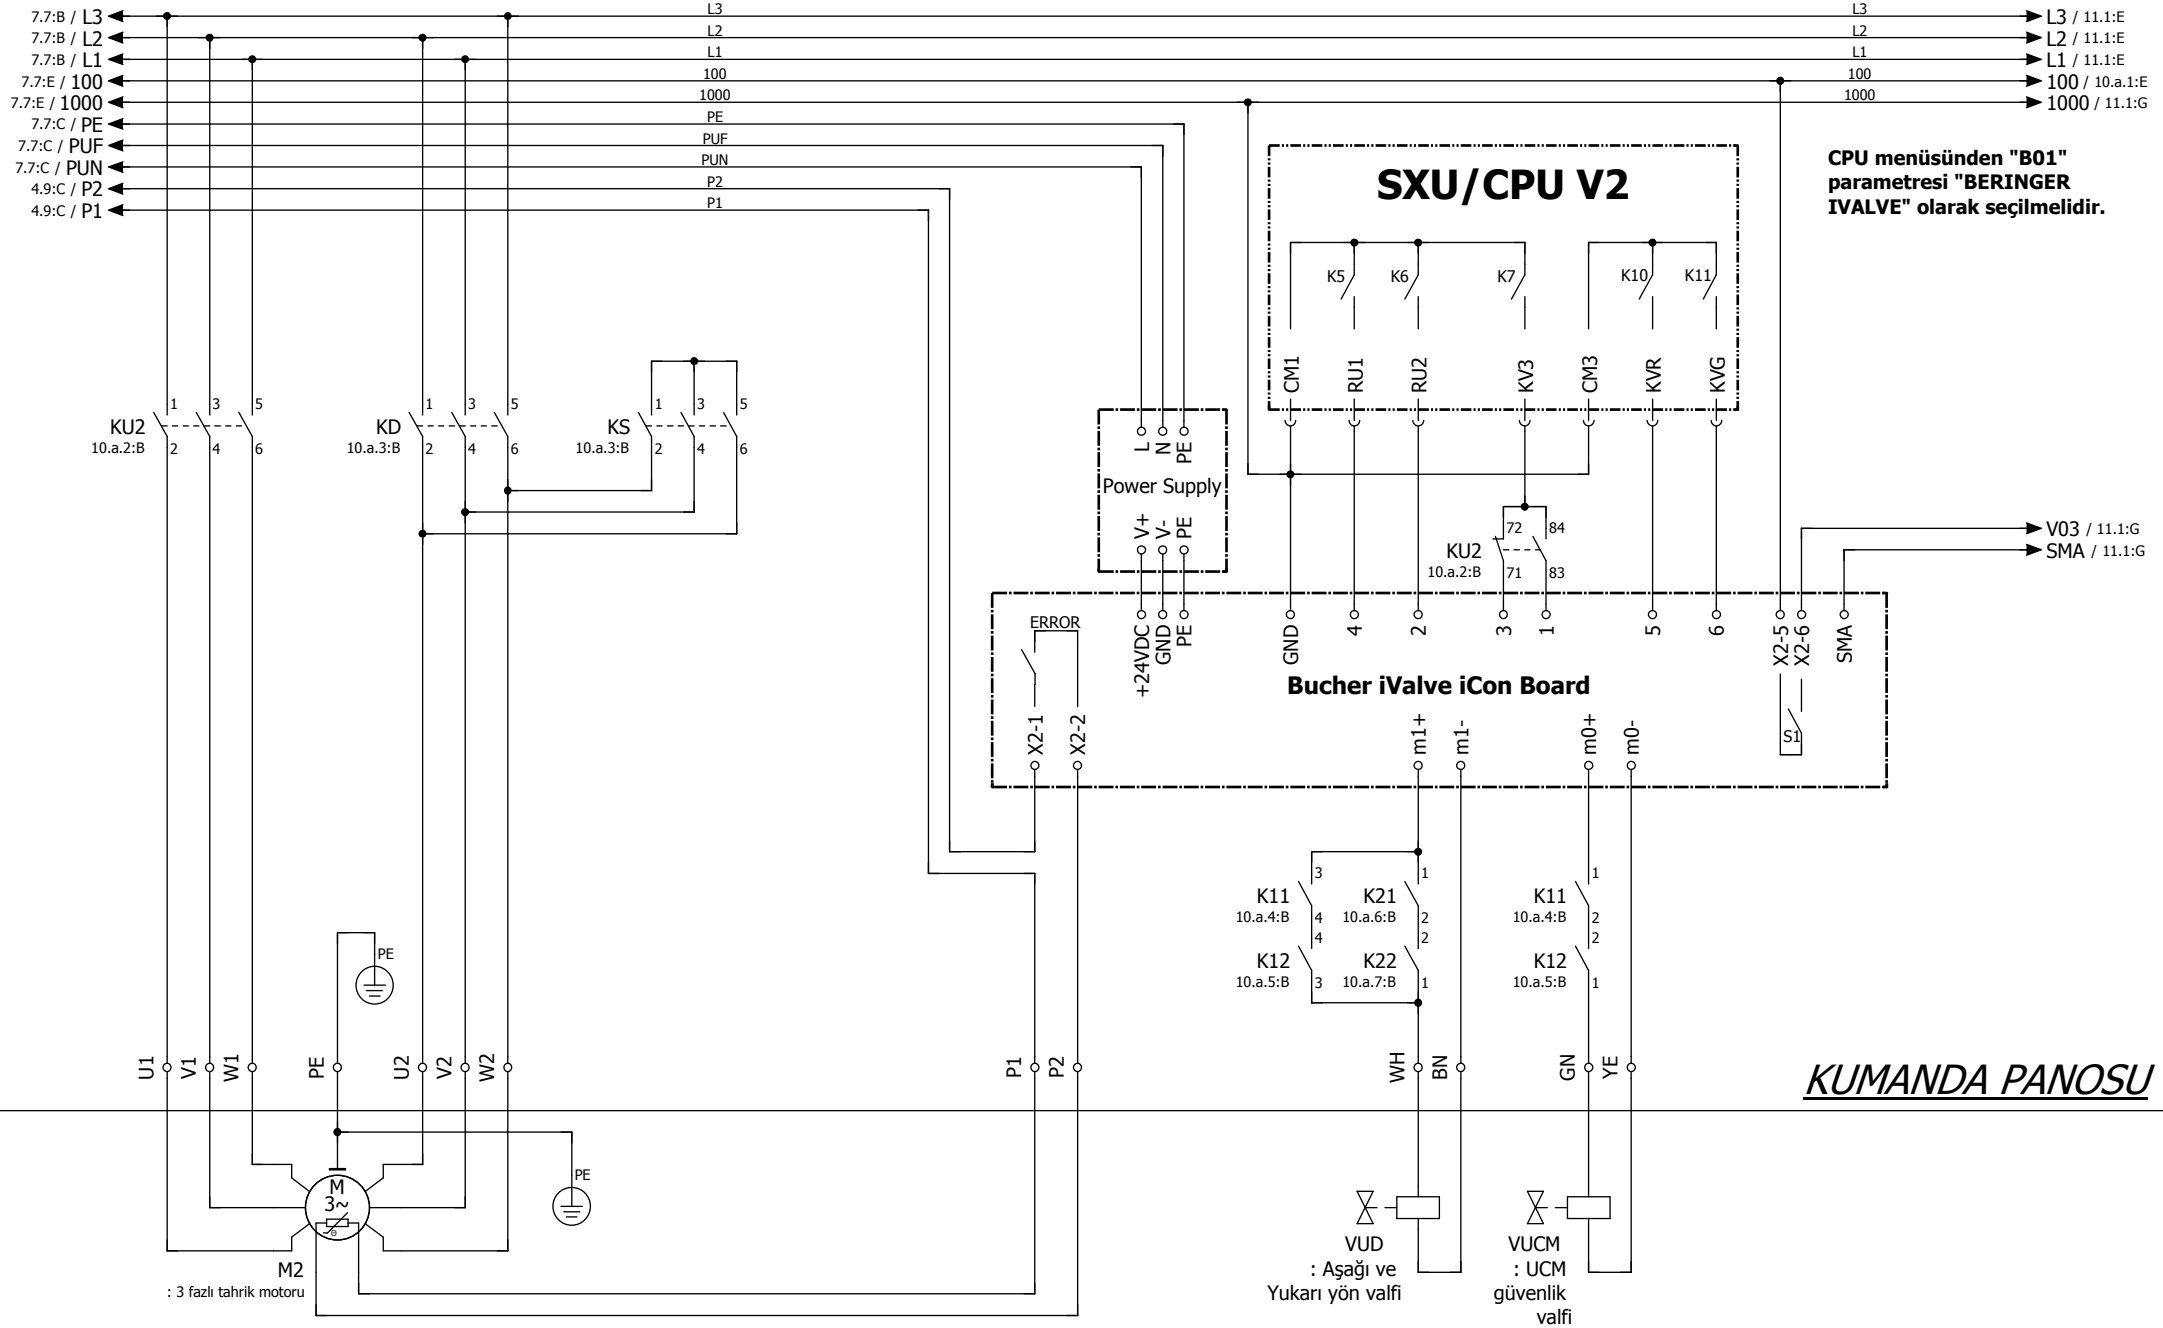 7.7:B / L3
L3
L3
L3 / 11.1:E
7.7:B / L2
L2
L2
L2 / 11.1:E
7.7:B / L1
L1
L1
L1 / 11.1:E
7.7:E / 100
100
100
100 / 10.a.1:E
7.7:E / 1000
1000
1000
1000 / 11.1:G
7.7:C / PE
PE
7.7:C / PUF
PUF
7.7:C / PUN
PUN
4.9:C / P2
P2
4.9:C / P1
P1
CPU menüsünden "B01"
parametresi "BERINGER
IVALVE" olarak seçilmelidir.
SXU/CPU V2
K5
K6
K7
K10
K11
CM1
RU1
RU2
KV3
CM3
KVR
KVG
KU2
10.a.2:B
1
3
5
2
4
6
KD
10.a.3:B
1
3
5
2
4
6
KS
10.a.3:B
1
3
5
2
4
6
L
N
PE
Power Supply
V+
V-
PE
KU2
10.a.2:B
72
84
71
83
V03 / 11.1:G
SMA / 11.1:G
ERROR
+24VDC
GND
PE
GND
4
2
3
1
5
6
X2-5
X2-6
SMA
Bucher iValve iCon Board
X2-1
X2-2
m1+
m1-
m0+
m0-
S1
K11
10.a.4:B
3
4
K21
10.a.6:B
1
2
K11
10.a.4:B
1
2
K12
10.a.5:B
4
3
K22
10.a.7:B
2
1
K12
10.a.5:B
2
1
PE
U1
V1
W1
PE
U2
V2
W2
P1
P2
WH
BN
GN
YE
KUMANDA PANOSU
M
3~
θ
PE
M2
: 3 fazlı tahrik motoru
VUD
: Aşağı ve
Yukarı yön valfi
VUCM
: UCM
güvenlik
valfi